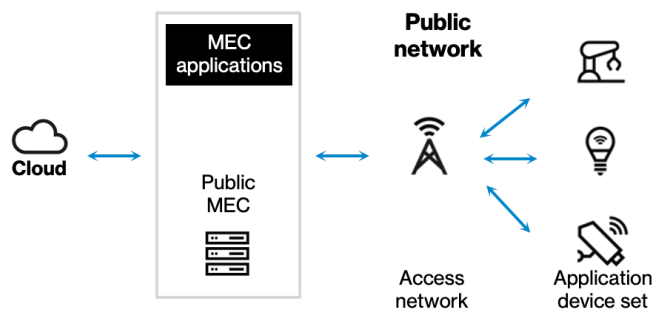 MEC
applications
Public
network
Cloud
Public
MEC
Access
network
Application
device set